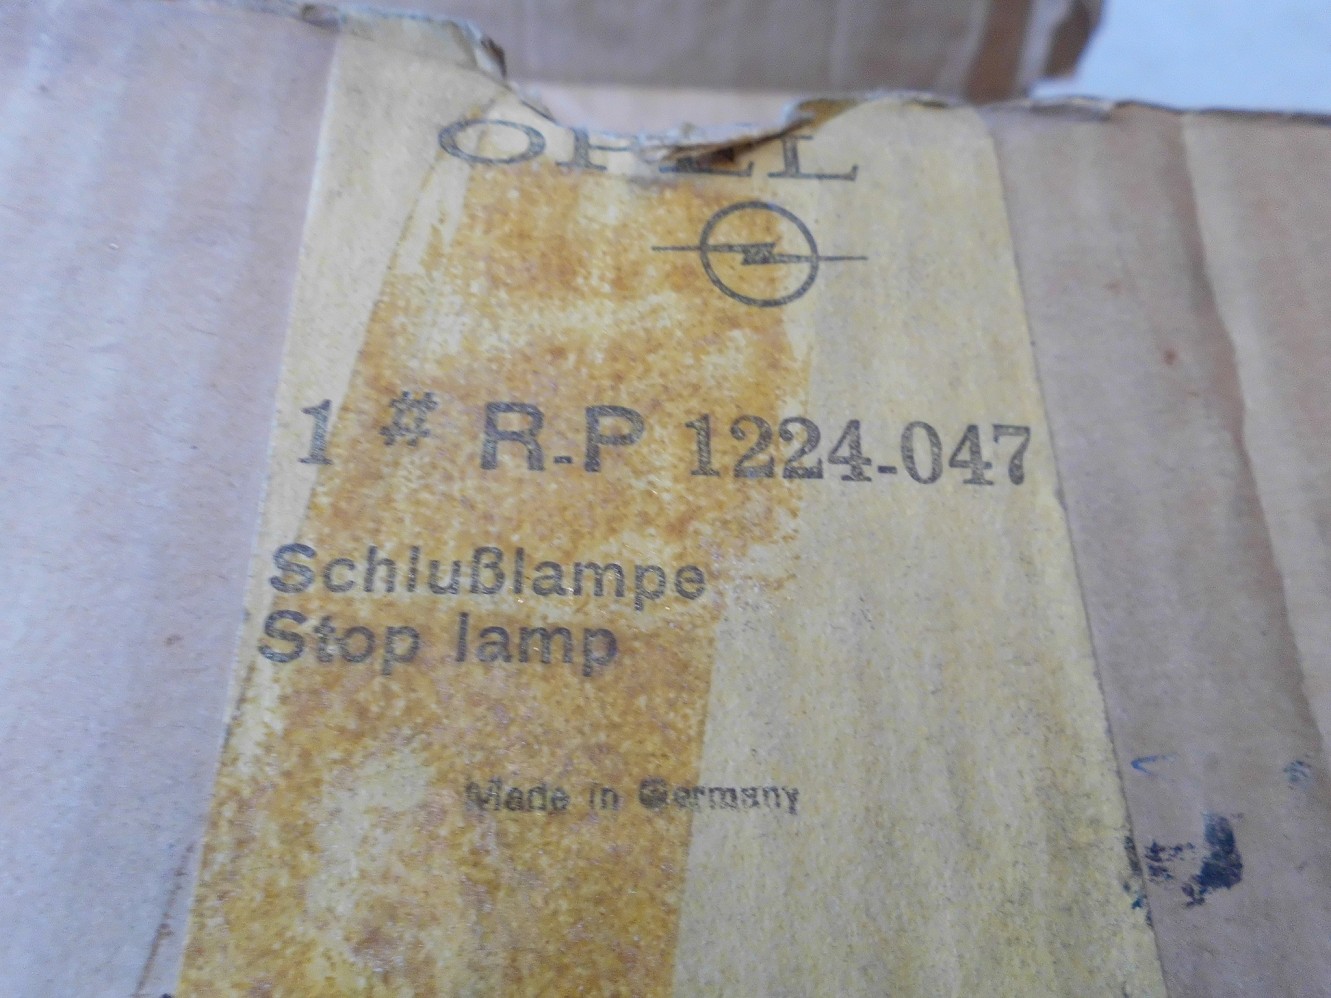 OPEL
1 # R-P 1224-047
Schlußlampe
Stop lamp
Made in Germany